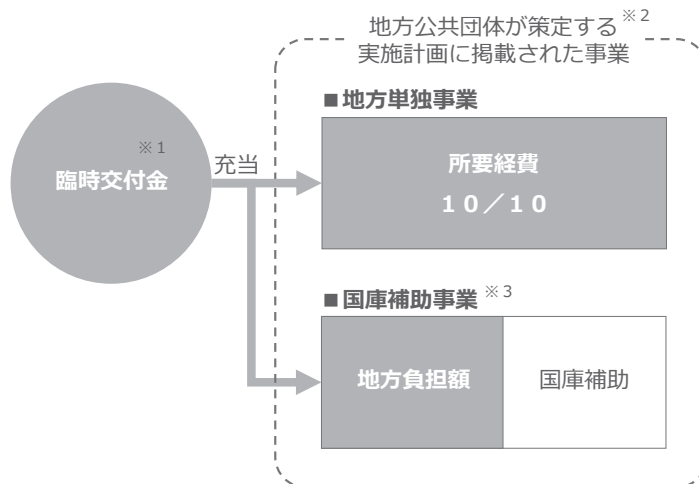 地方公共団体が策定する※2
実施計画に掲載された事業
■地方単独事業
※1
臨時交付金
充当
所要経費
10/10
■国庫補助事業※3
地方負担額
国庫補助